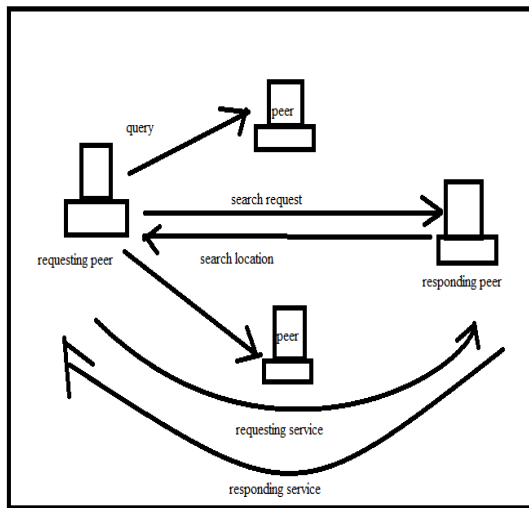 peer
query
search request
search location
requesting peer
responding peer
peer
requesting service
responding service